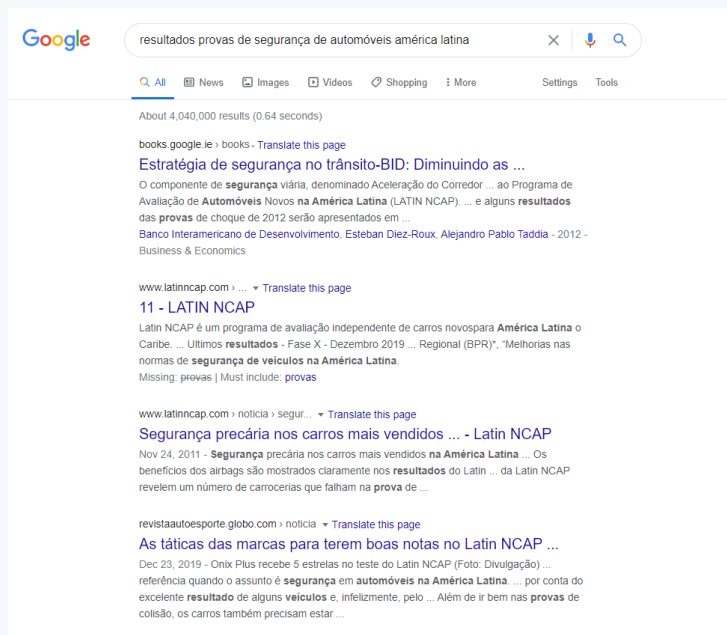 Google
resultados provas de segurança de automóveis américa latina
All News Images Videos Shopping More Settings Tools
About 4,040,000 results (0.64 seconds)
books.google.ie › books - Translate this page
Estratégia de segurança no trânsito-BID: Diminuindo as ...
O componente de segurança viária, denominado Aceleração do Corredor ... ao Programa de
Avaliação de Automóveis Novos na América Latina (LATIN NCAP). ... e alguns resultados
das provas de choque de 2012 serão apresentados em ...
Banco Interamericano de Desenvolvimento, Esteban Diez-Roux, Alejandro Pablo Taddia - 2012 -
Business & Economics
www.latinncap.com › ... Translate this page
11 - LATIN NCAP
Latin NCAP é um programa de avaliação independente de carros novospara América Latina o
Caribe. ... Ultimos resultados - Fase X - Dezembro 2019 ... Regional (BPR)*, "Melhorias nas
normas de segurança de veículos na América Latina.
Missing: provas | Must include: provas
www.latinncap.com › noticia › segur... Translate this page
Segurança precária nos carros mais vendidos ... - Latin NCAP
Nov 24, 2011 - Segurança precária nos carros mais vendidos na América Latina ... Os
benefícios dos airbags são mostrados claramente nos resultados do Latin ... da Latin NCAP
revelem um número de carrocerias que falham na prova de ...
revistaautoesporte.globo.com › noticia Translate this page
As táticas das marcas para terem boas notas no Latin NCAP ...
Dec 23, 2019 - Onix Plus recebe 5 estrelas no teste do Latin NCAP (Foto: Divulgação) ...
referência quando o assunto é segurança em automóveis na América Latina. ... por conta do
excelente resultado de alguns veículos e, infelizmente, pelo ... Além de ir bem nas provas de
colisão, os carros também precisam estar ...